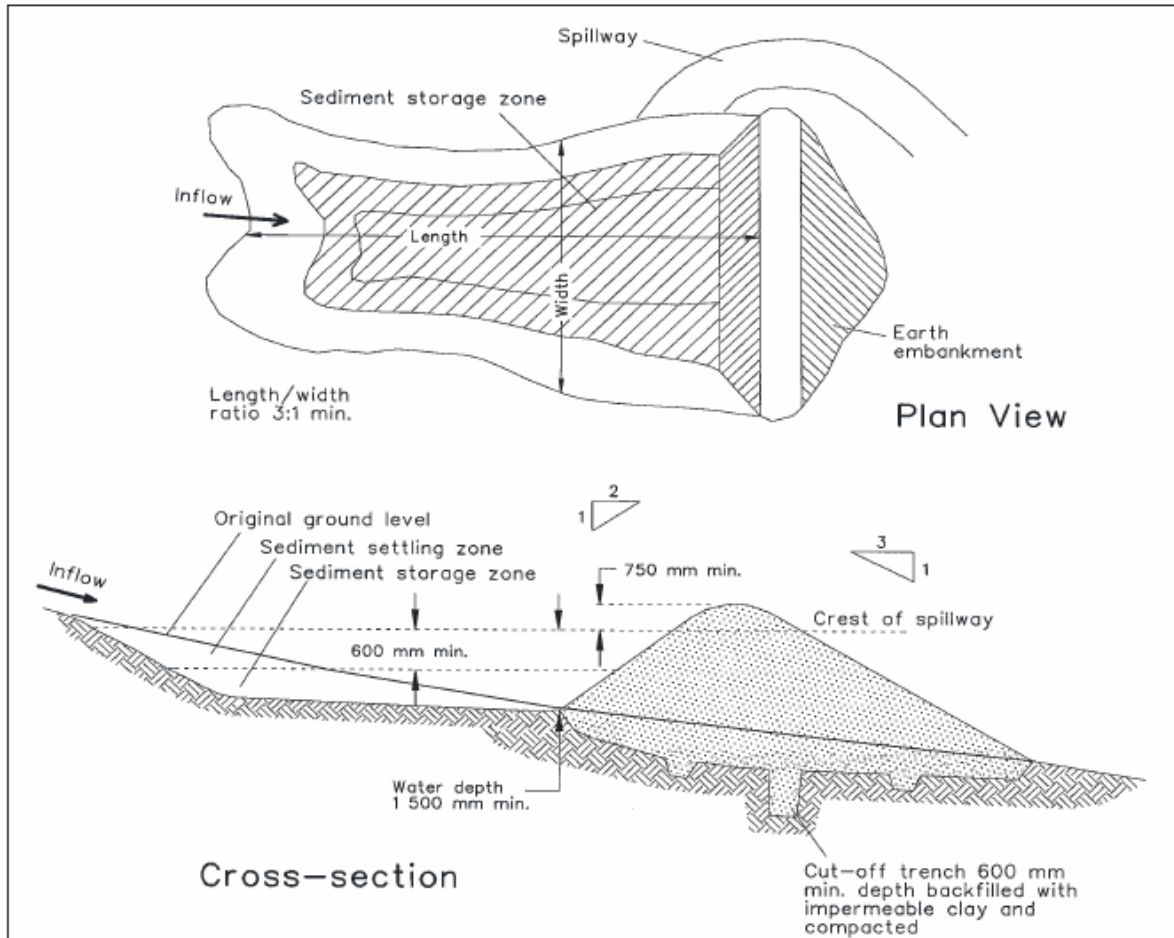 Spillway
Sediment storage zone
Inflow
Length
Width
Earth
embankment
Length/width
ratio 3:1 min.
Plan View
2
1
3
1
Original ground level
Sediment settling zone
Sediment storage zone
750 mm min.
Inflow
Crest of spillway
600 mm min.
Water depth
1 500 mm min.
Cut-off trench 600 mm
min. depth backfilled with
impermeable clay and
compacted
Cross-section